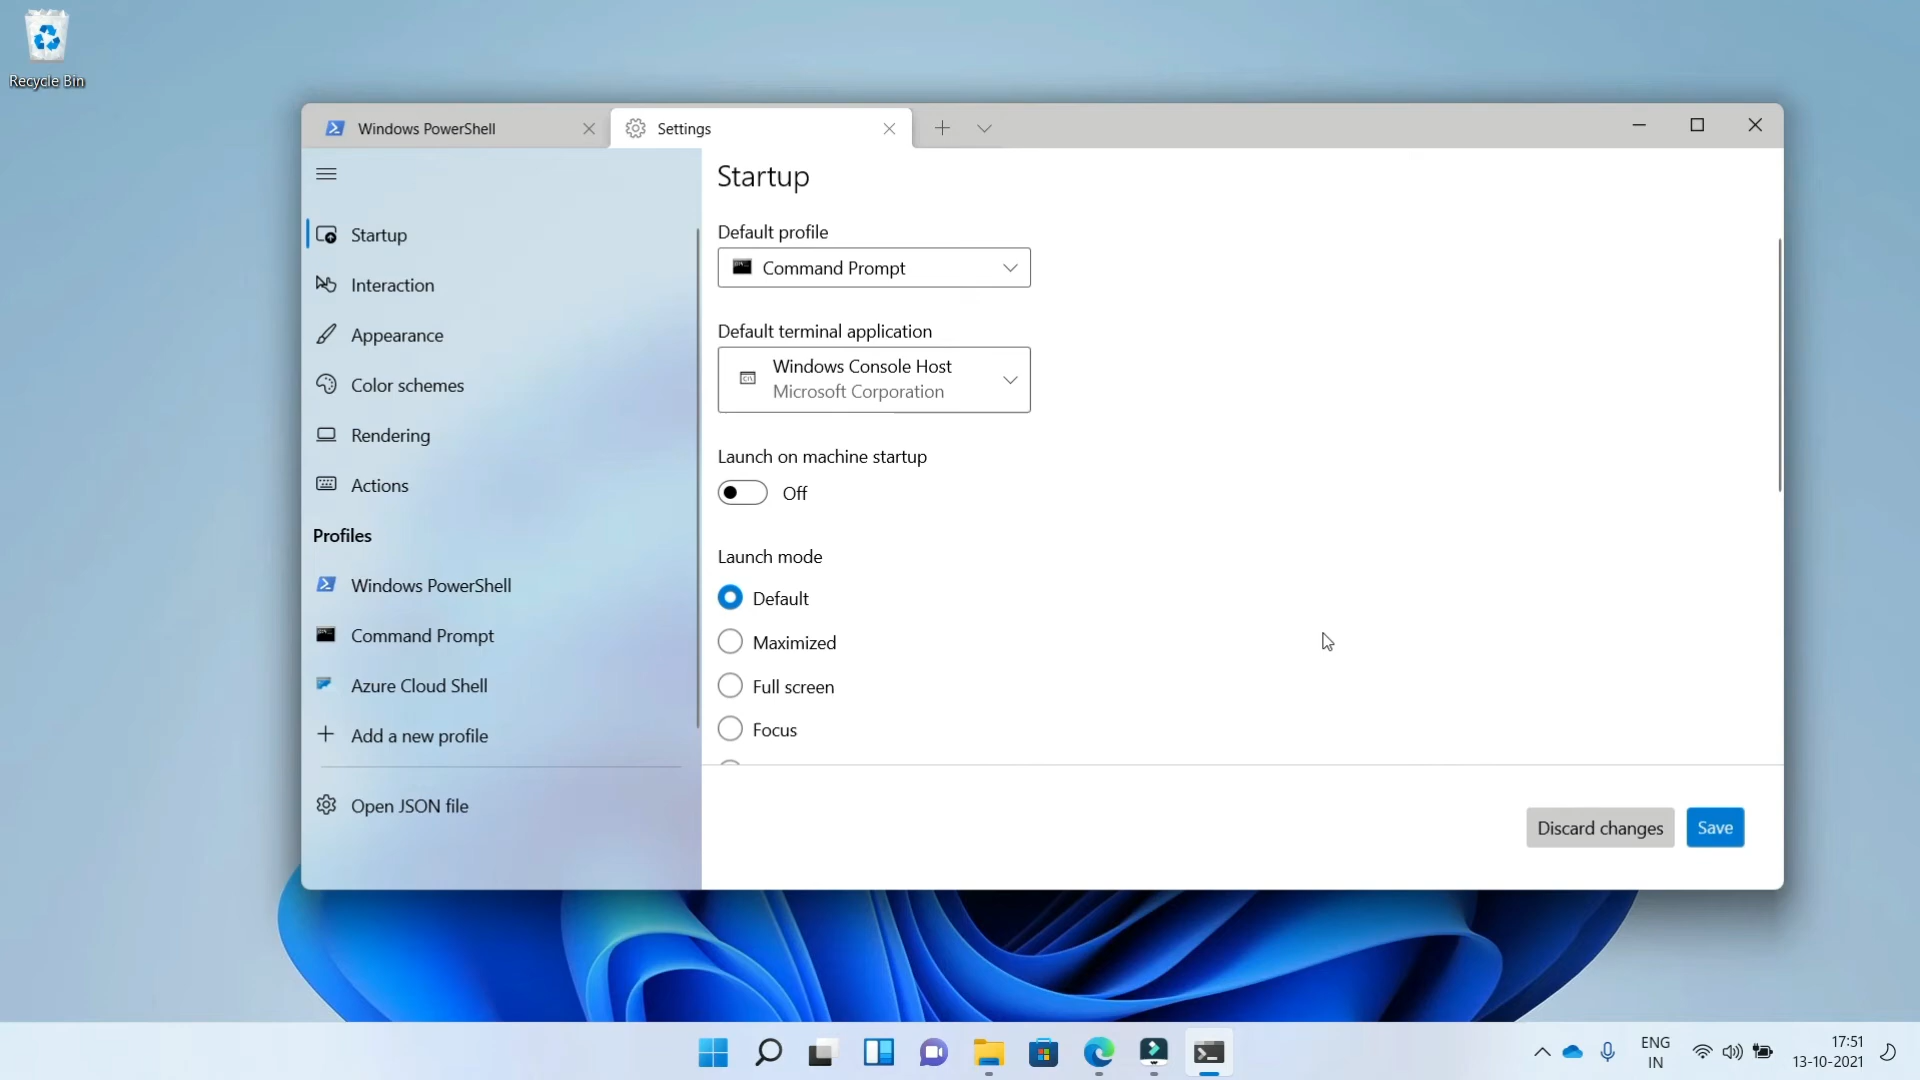 Recycle Bin
Windows PowerShell
Settings
Startup
Interaction
Appearance
Color schemes
Rendering
Actions
Profiles
Windows PowerShell
Command Prompt
Azure Cloud Shell
Add a new profile
Open JSON file
Startup
Default profile
Command Prompt
Default terminal application
Windows Console Host
Microsoft Corporation
Launch on machine startup
Off
Launch mode
Default
Maximized
Full screen
Focus
Discard changes
Save
ENG
IN
17:51
13-10-2021